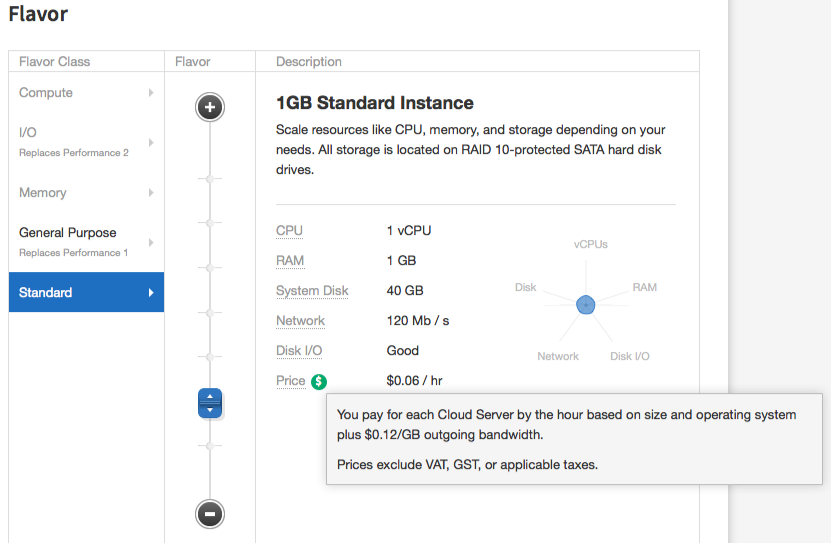 Flavor
Flavor Class
Flavor
Description
Compute
I/O
Replaces Performance 2
Memory
General Purpose
Replaces Performance 1
Standard
1GB Standard Instance
Scale resources like CPU, memory, and storage depending on your
needs. All storage is located on RAID 10-protected SATA hard disk
drives.
CPU 1 vCPU
RAM 1 GB
System Disk 40 GB
Network 120 Mb / s
Disk I/O Good
Price $ $0.06 / hr
vCPUs
Disk
RAM
Network
Disk I/O
You pay for each Cloud Server by the hour based on size and operating system
plus $0.12/GB outgoing bandwidth.
Prices exclude VAT, GST, or applicable taxes.